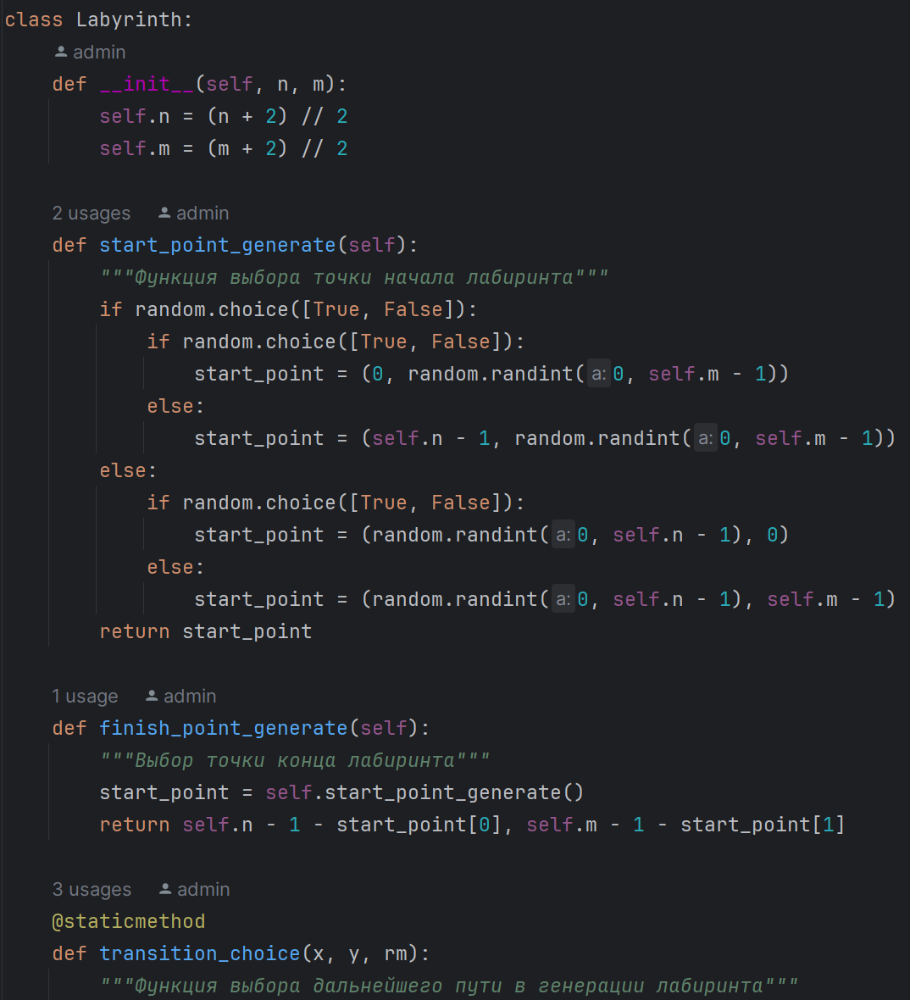 class Labyrinth:
admin
def __init__(self, n, m):
self.n = (n + 2) // 2
self.m = (m + 2) // 2
2 usages admin
def start_point_generate(self):
"""Функция выбора точки начала лабиринта"""
if random.choice([True, False]):
if random.choice([True, False]):
start_point = (0, random.randint(a: 0, self.m - 1))
else:
start_point = (self.n - 1, random.randint(a: 0, self.m - 1))
else:
if random.choice([True, False]):
start_point = (random.randint(a: 0, self.n - 1), 0)
else:
start_point = (random.randint(a: 0, self.n - 1), self.m - 1)
return start_point
1 usage admin
def finish_point_generate(self):
"""Выбор точки конца лабиринта"""
start_point = self.start_point_generate()
return self.n - 1 - start_point[0], self.m - 1 - start_point[1]
3 usages admin
@staticmethod
def transition_choice(x, y, rm):
"""Функция выбора дальнейшего пути в генерации лабиринта"""